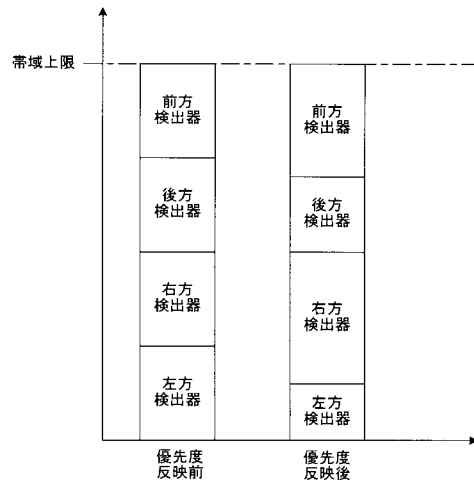 帯域上限
前方
検出器
後方
検出器
右方
検出器
左方
検出器
前方
検出器
後方
検出器
右方
検出器
左方
検出器
優先度
反映前
優先度
反映後